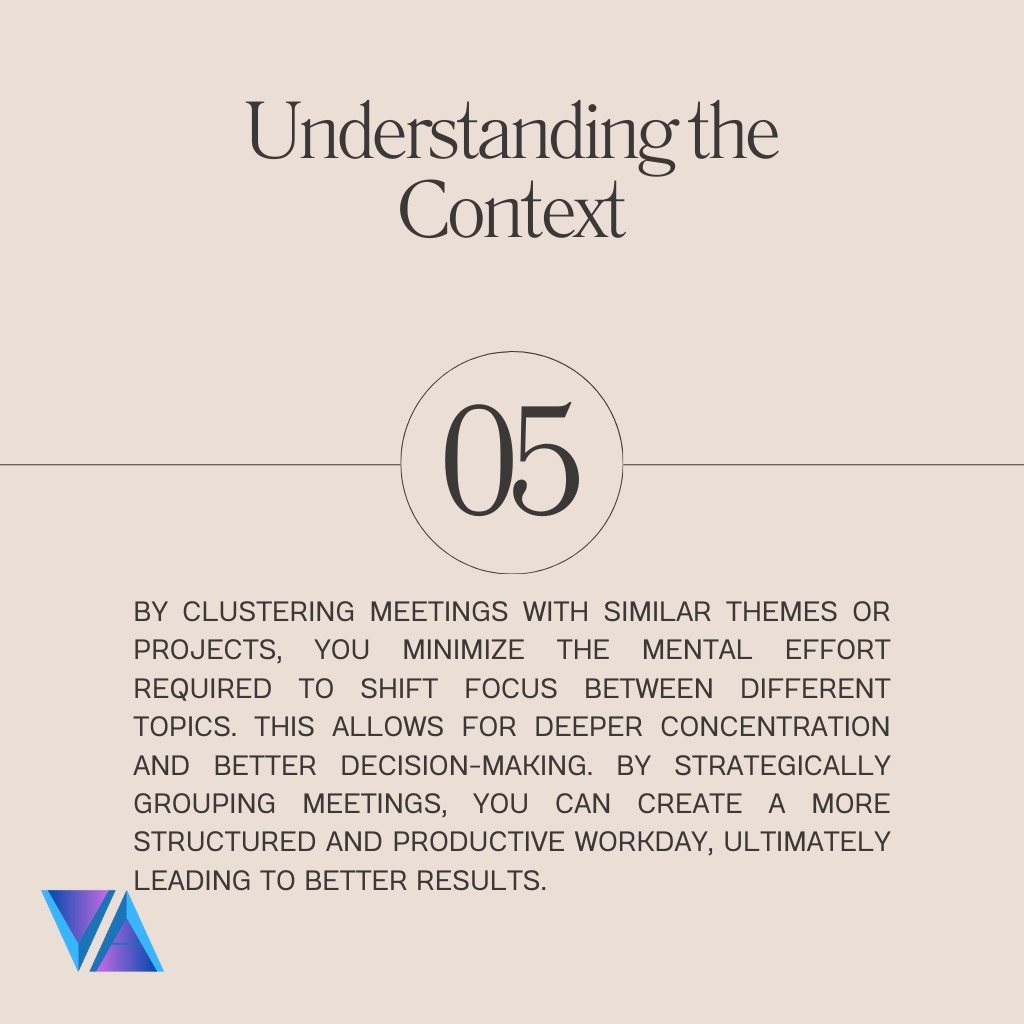 Understanding the
Context
05
BY CLUSTERING MEETINGS WITH SIMILAR THEMES OR
PROJECTS, YOU MINIMIZE THE MENTAL EFFORT
REQUIRED TO SHIFT FOCUS BETWEEN DIFFERENT
TOPICS. THIS ALLOWS FOR DEEPER CONCENTRATION
AND BETTER DECISION-MAKING. BY STRATEGICALLY
GROUPING MEETINGS, YOU CAN CREATE A MORE
STRUCTURED AND PRODUCTIVE WORKDAY, ULTIMATELY
LEADING TO BETTER RESULTS.
VA